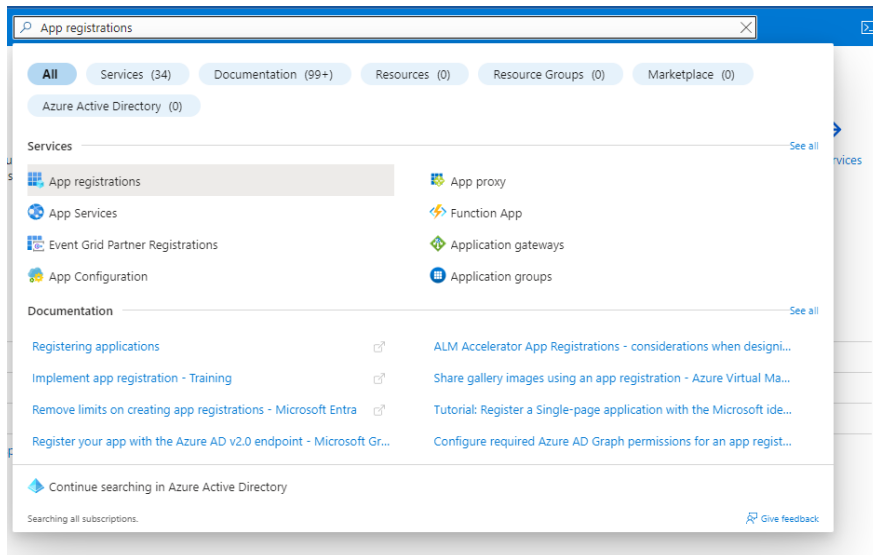 App registrations
All Services (34) Documentation (99+) Resources (0) Resource Groups (0) Marketplace (0)
Azure Active Directory (0)
Services See all
App registrations
App proxy
App Services
Function App
Event Grid Partner Registrations
Application gateways
App Configuration
Application groups
Documentation See all
Registering applications
ALM Accelerator App Registrations - considerations when designi...
Implement app registration - Training
Share gallery images using an app registration - Azure Virtual Ma...
Remove limits on creating app registrations - Microsoft Entra
Tutorial: Register a Single-page application with the Microsoft ide...
Register your app with the Azure AD v2.0 endpoint - Microsoft Gr...
Configure required Azure AD Graph permissions for an app regist...
Continue searching in Azure Active Directory
Searching all subscriptions. Give feedback
rvices